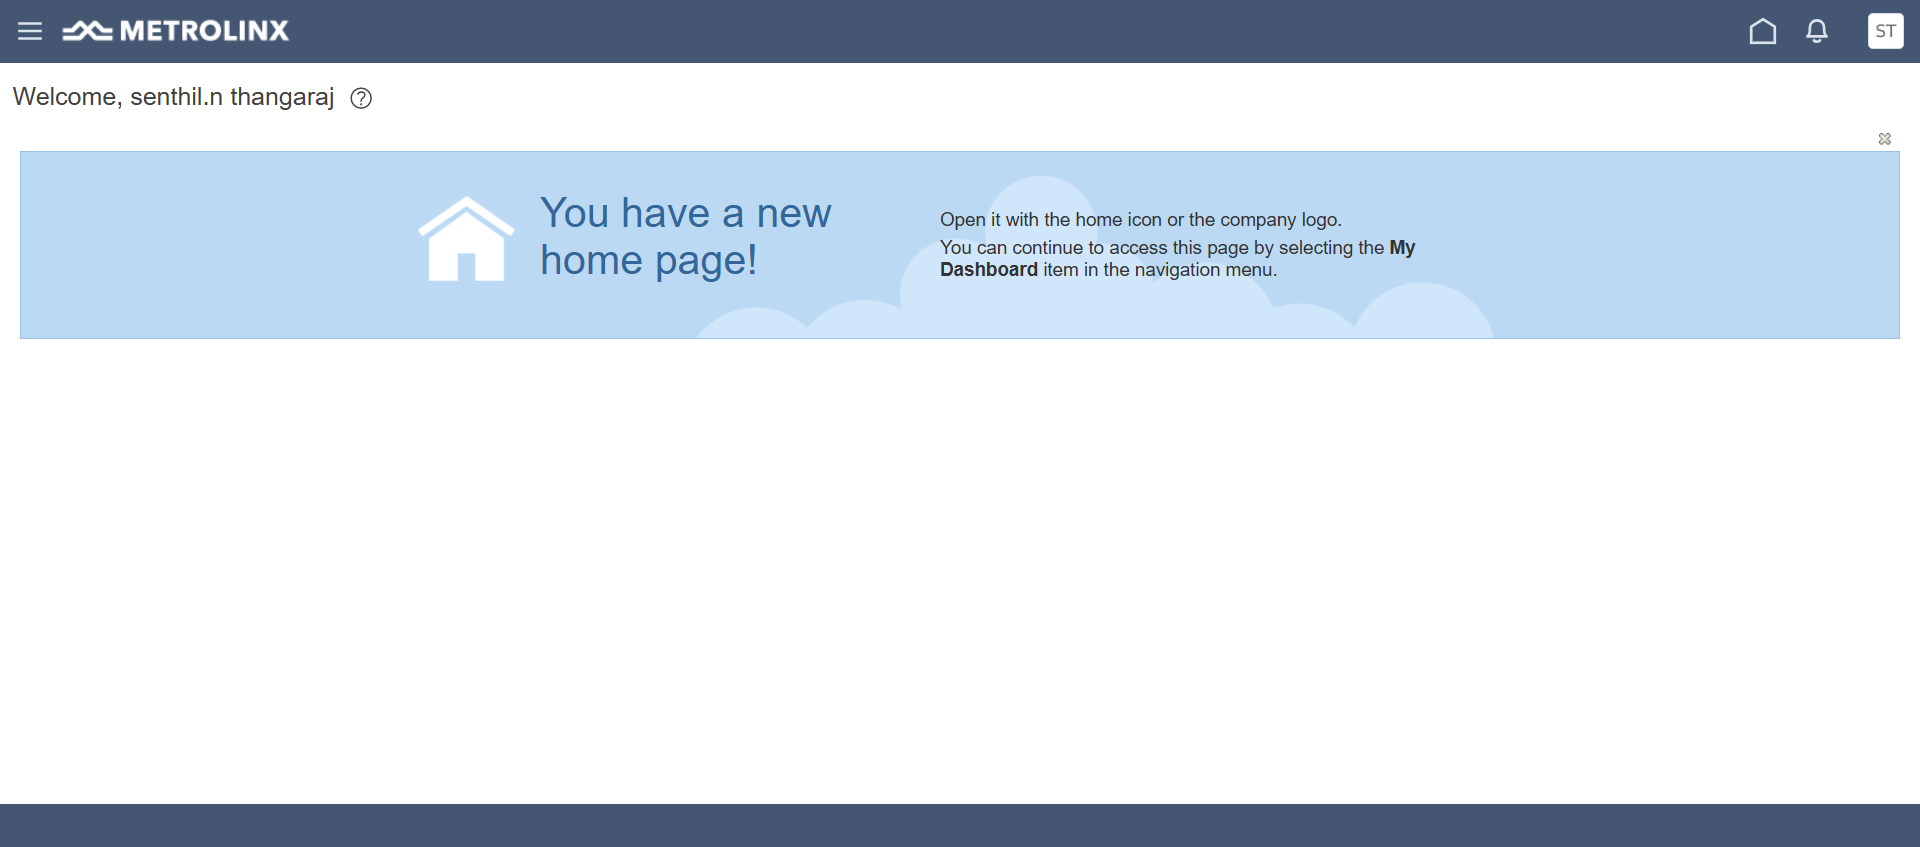 METROLINX
ST
Welcome, senthil.n thangaraj ?
You have a new
home page!
Open it with the home icon or the company logo.
You can continue to access this page by selecting the My
Dashboard item in the navigation menu.